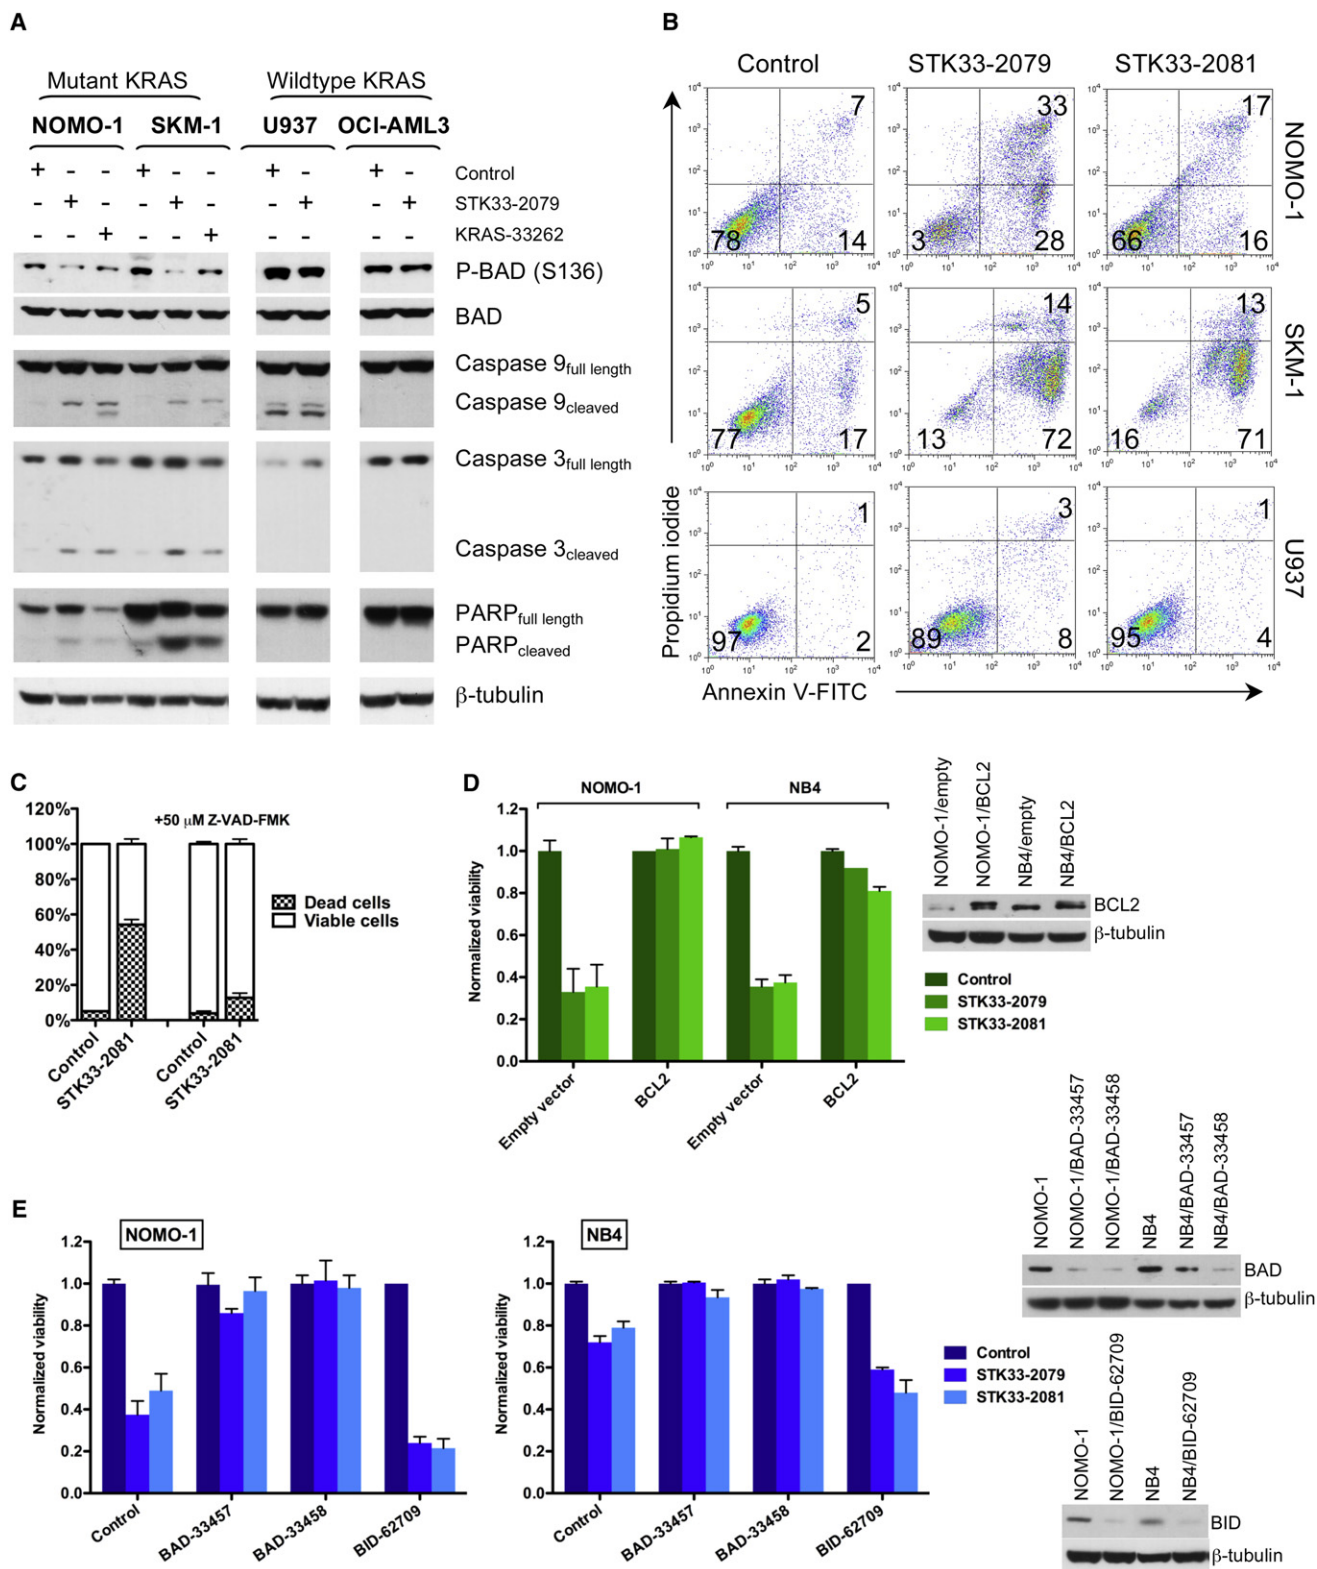 A
Mutant KRAS Wildtype KRAS
NOMO-1 SKM-1 U937 OCI-AML3
+ - - + - - + - + - Control
- + - - + - - + - + STK33-2079
- - + - - + - - - - KRAS-33262
P-BAD (S136)
BAD
Caspase 9full length
Caspase 9cleaved
Caspase 3full length
Caspase 3cleaved
PARPfull length
PARPcleaved
β-tubulin
B
Control STK33-2079 STK33-2081
7 33 17
78 14 3 28 66 16
NOMO-1
5 14 13
77 17 13 72 16 71
SKM-1
1 3 1
97 2 89 8 95 4
U937
10⁰ 10¹ 10² 10³ 10⁴
Propidium iodide
Annexin V-FITC
C
120%
100%
80%
60%
40%
20%
0%
+50 μM Z-VAD-FMK
Dead cells
Viable cells
Control
STK33-2081
Control
STK33-2081
D
NOMO-1 NB4
Normalized viability
1.2
1.0
0.8
0.6
0.4
0.2
0.0
Empty vector
BCL2
Empty vector
BCL2
NOMO-1/empty
NOMO-1/BCL2
NB4/empty
NB4/BCL2
BCL2
β-tubulin
Control
STK33-2079
STK33-2081
E
NOMO-1
Normalized viability
1.2
1.0
0.8
0.6
0.4
0.2
0.0
Control
BAD-33457
BAD-33458
BID-62709
NB4
Normalized viability
1.2
1.0
0.8
0.6
0.4
0.2
0.0
Control
BAD-33457
BAD-33458
BID-62709
Control
STK33-2079
STK33-2081
NOMO-1
NOMO-1/BAD-33457
NOMO-1/BAD-33458
NB4
NB4/BAD-33457
NB4/BAD-33458
BAD
β-tubulin
NOMO-1
NOMO-1/BID-62709
NB4
NB4/BID-62709
BID
β-tubulin